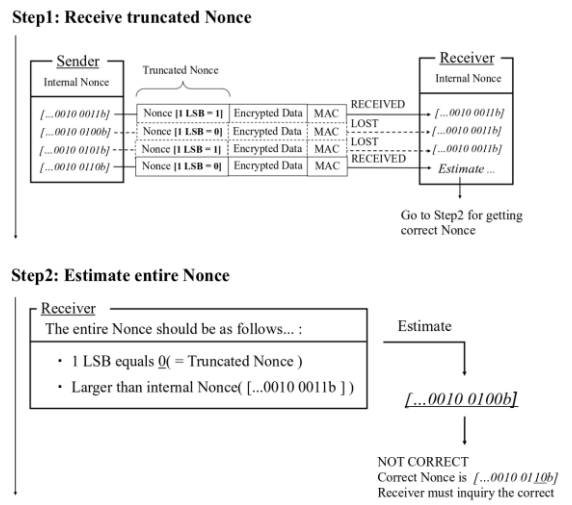 Step1: Receive truncated Nonce
Sender
Internal Nonce
Truncated Nonce
Receiver
Internal Nonce
[...0010 0011b]
Nonce [1 LSB = 1] Encrypted Data MAC
RECEIVED
[...0010 0011b]
[...0010 0100b]
Nonce [1 LSB = 0] Encrypted Data MAC
LOST
[...0010 0011b]
[...0010 0101b]
Nonce [1 LSB = 1] Encrypted Data MAC
LOST
[...0010 0011b]
[...0010 0110b]
Nonce [1 LSB = 0] Encrypted Data MAC
RECEIVED
Estimate ...
Go to Step2 for getting
correct Nonce
Step2: Estimate entire Nonce
Receiver
The entire Nonce should be as follows... :
・ 1 LSB equals 0( = Truncated Nonce )
・ Larger than internal Nonce( [...0010 0011b ] )
Estimate
[...0010 0100b]
NOT CORRECT
Correct Nonce is [...0010 0110b]
Receiver must inquiry the correct